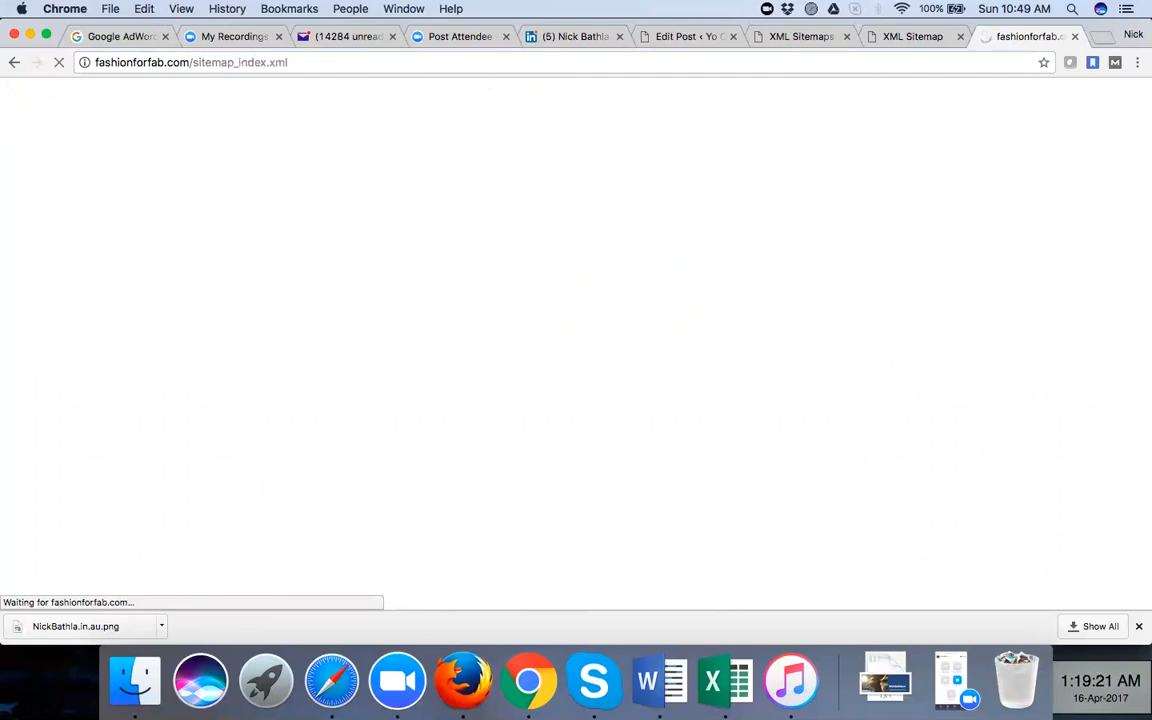 Chrome File Edit View History Bookmarks People Window Help 100% Sun 10:49 AM
Google AdWor My Recordings (14284 unread Post Attendee (5) Nick Bathla Edit Post ‹ Yo XML Sitemaps XML Sitemap fashionforfab.c Nick
fashionforfab.com/sitemap_index.xml
Waiting for fashionforfab.com...
NickBathla.in.au.png Show All
1:19:21 AM
16-Apr-2017